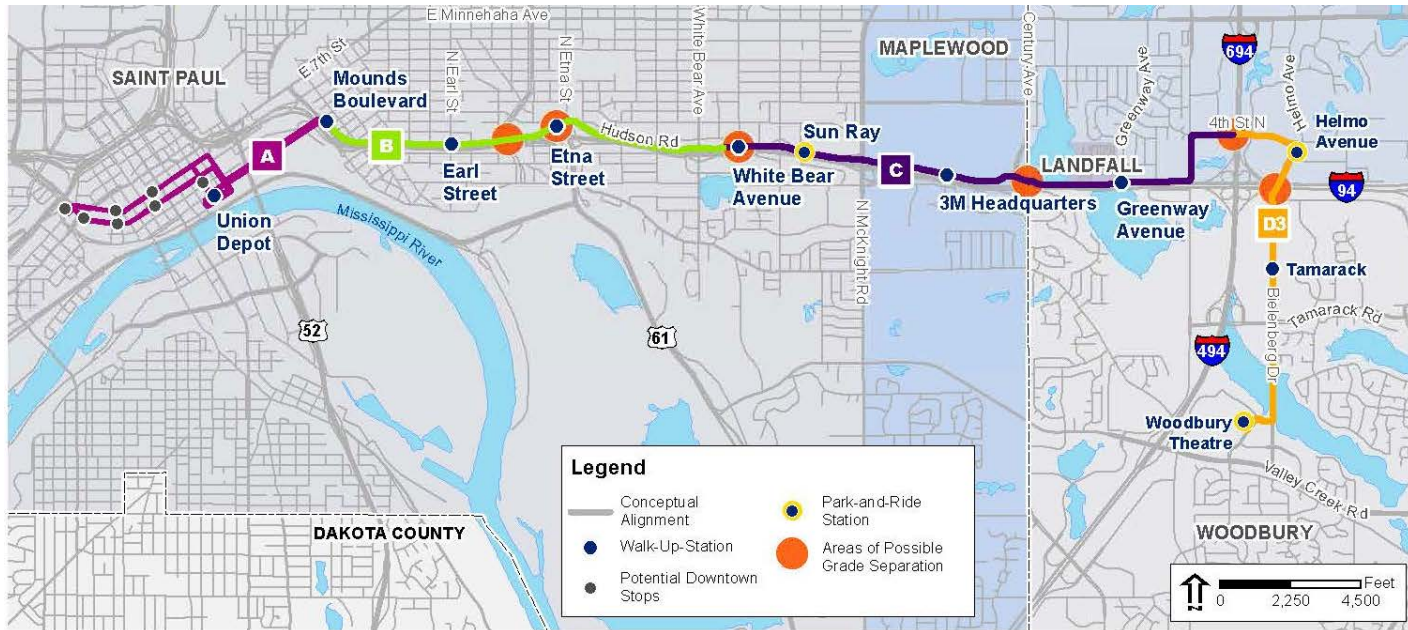 E Minnehaha Ave
SAINT PAUL
E 7th St
Mounds
Boulevard
N Earl St
N Etna St
White Bear Ave
MAPLEWOOD
Century Ave
Greenway Ave
694
Helmo Ave
4th St N
Helmo
Avenue
A
B
Earl
Street
Etna
Street
Hudson Rd
White Bear
Avenue
Sun Ray
C
3M Headquarters
LANDFALL
Greenway
Avenue
94
D3
Union
Depot
Mississippi River
N McKnight Rd
Tamarack
Bielenberg Dr
Tamarack Rd
52
61
494
Woodbury
Theatre
Valley Creek Rd
WOODBURY
DAKOTA COUNTY
Legend
Conceptual
Alignment
Walk-Up-Station
Potential Downtown
Stops
Park-and-Ride
Station
Areas of Possible
Grade Separation
N
Feet
0 2,250 4,500